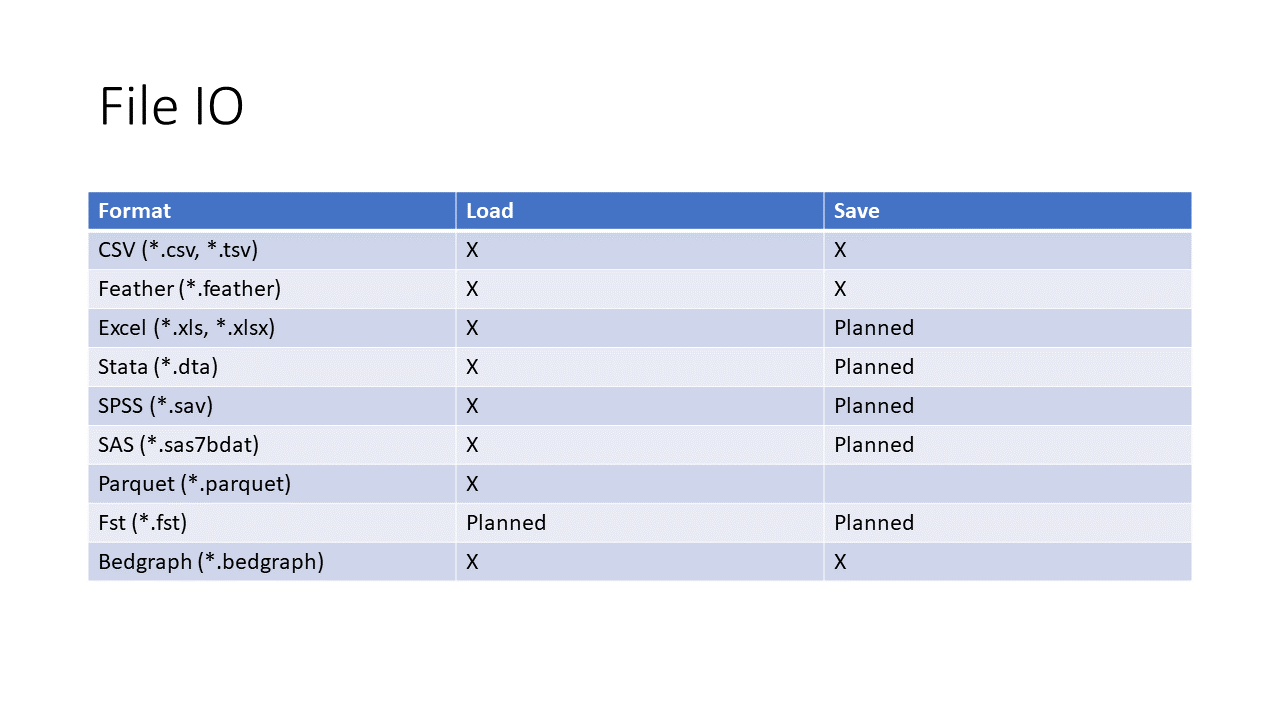 File IO
Format Load Save
CSV (*.csv, *.tsv) X X
Feather (*.feather) X X
Excel (*.xls, *.xlsx) X Planned
Stata (*.dta) X Planned
SPSS (*.sav) X Planned
SAS (*.sas7bdat) X Planned
Parquet (*.parquet) X
Fst (*.fst) Planned Planned
Bedgraph (*.bedgraph) X X